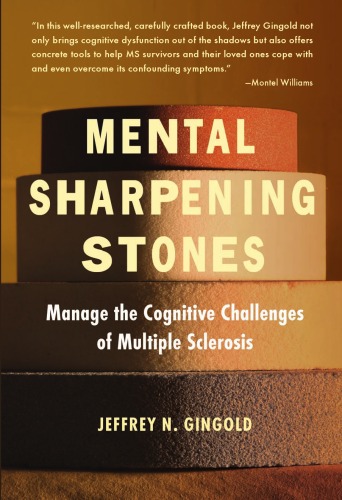 “In this well-researched, carefully crafted book, Jeffrey Gingold not
only brings cognitive dysfunction out of the shadows but also offers
concrete tools to help MS survivors and their loved ones cope with
and even overcome its confounding symptoms.”
—Montel Williams
MENTAL
SHARPENING
STONES
Manage the Cognitive Challenges
of Multiple Sclerosis
JEFFREY N. GINGOLD